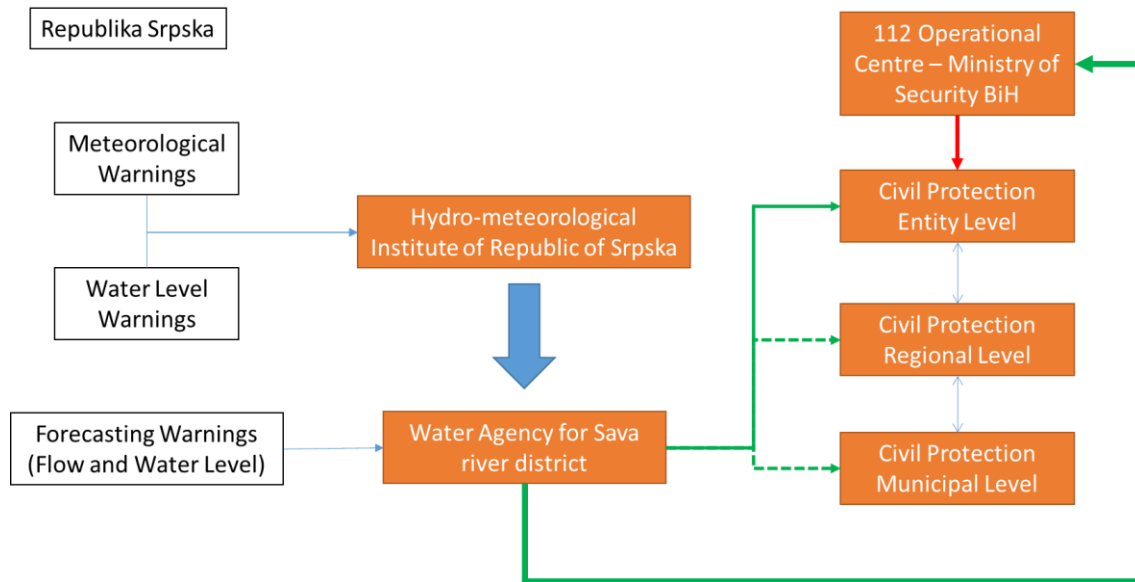 Republika Srpska
112 Operational
Centre – Ministry of
Security BiH
Meteorological
Warnings
Hydro-meteorological
Institute of Republic of Srpska
Civil Protection
Entity Level
Water Level
Warnings
Civil Protection
Regional Level
Forecasting Warnings
(Flow and Water Level)
Water Agency for Sava
river district
Civil Protection
Municipal Level